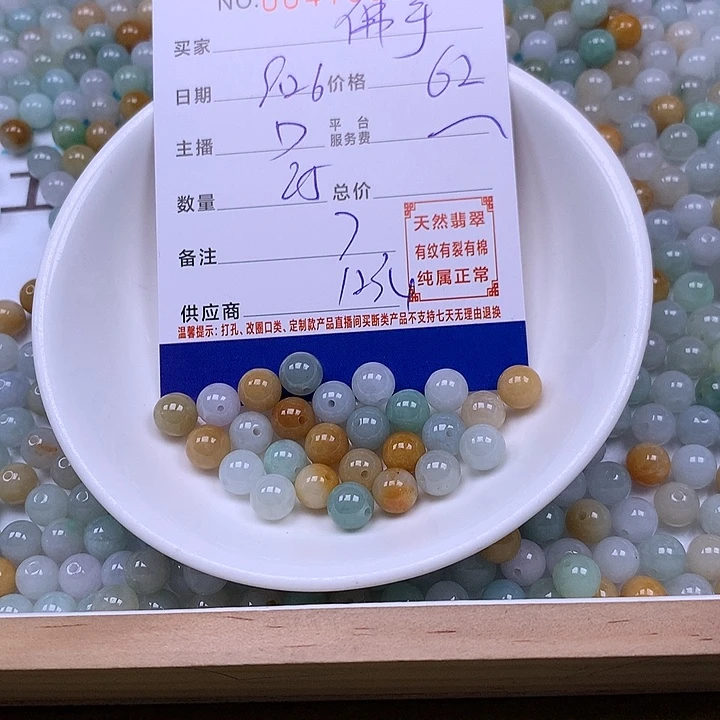 买家 佛手
日期 9.26 价格 62
主播 7 平台服务费
数量 25 总价
备注 7
供应商 1234
天然翡翠
有纹有裂有棉
纯属正常
温馨提示：打孔、改圈口类、定制款产品直播间买断类产品不支持七天无理由退换